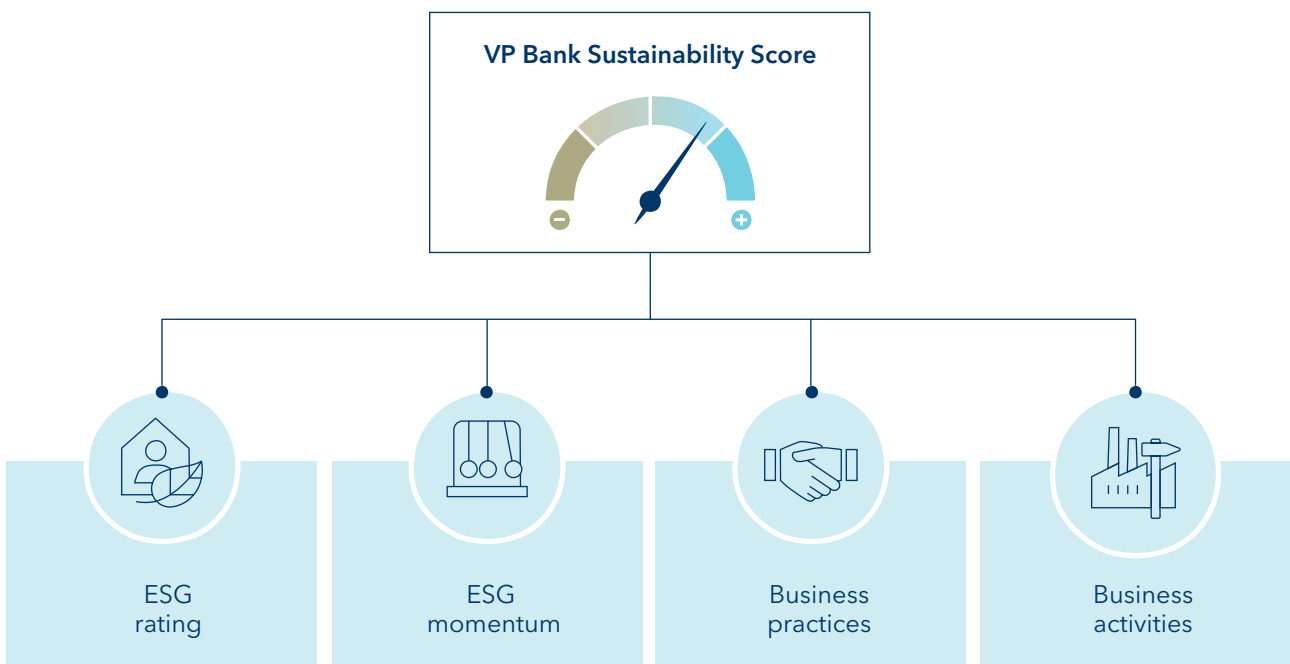 VP Bank Sustainability Score
ESG
rating
ESG
momentum
Business
practices
Business
activities